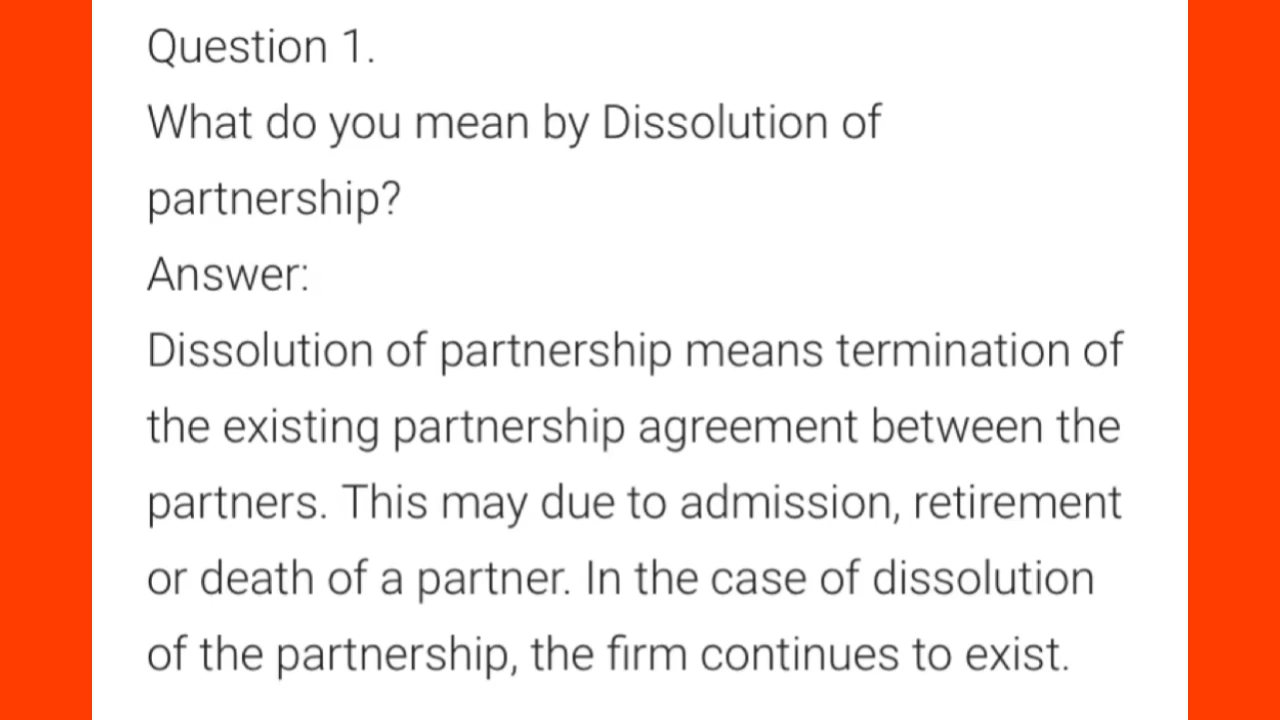 Question 1.
What do you mean by Dissolution of
partnership?
Answer:
Dissolution of partnership means termination of
the existing partnership agreement between the
partners. This may due to admission, retirement
or death of a partner. In the case of dissolution
of the partnership, the firm continues to exist.